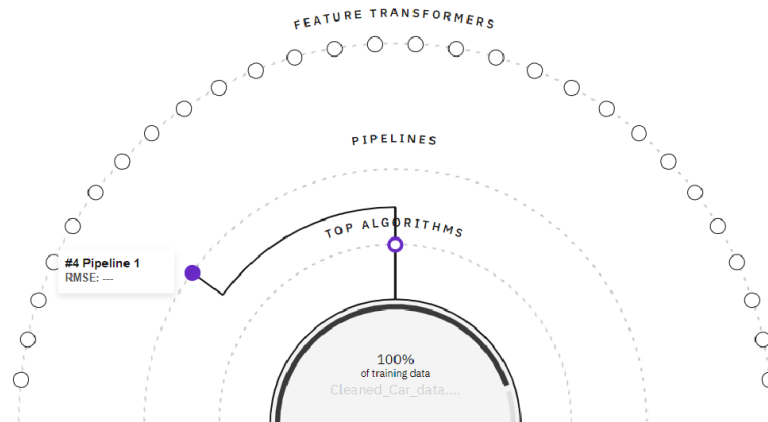 FEATURE TRANSFORMERS
PIPELINES
TOP ALGORITHMS
#4 Pipeline 1
RMSE: ---
100%
of training data
Cleaned_Car_data....